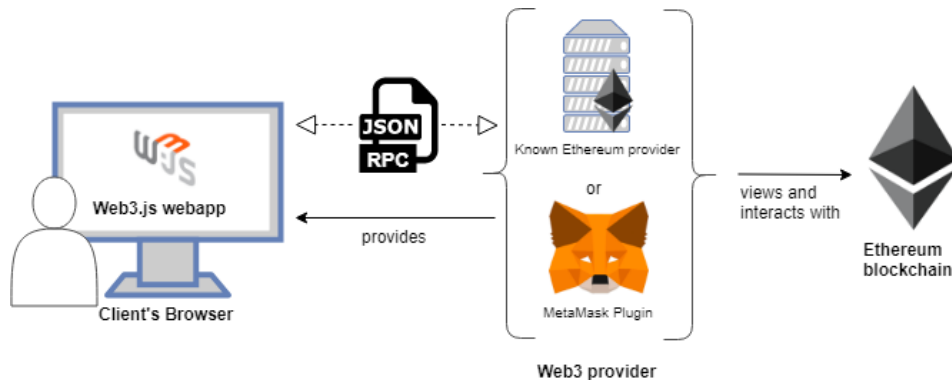 W3JS
Web3.js webapp
Client's Browser
JSON
RPC
provides
Known Ethereum provider
or
MetaMask Plugin
Web3 provider
views and
interacts with
Ethereum
blockchain